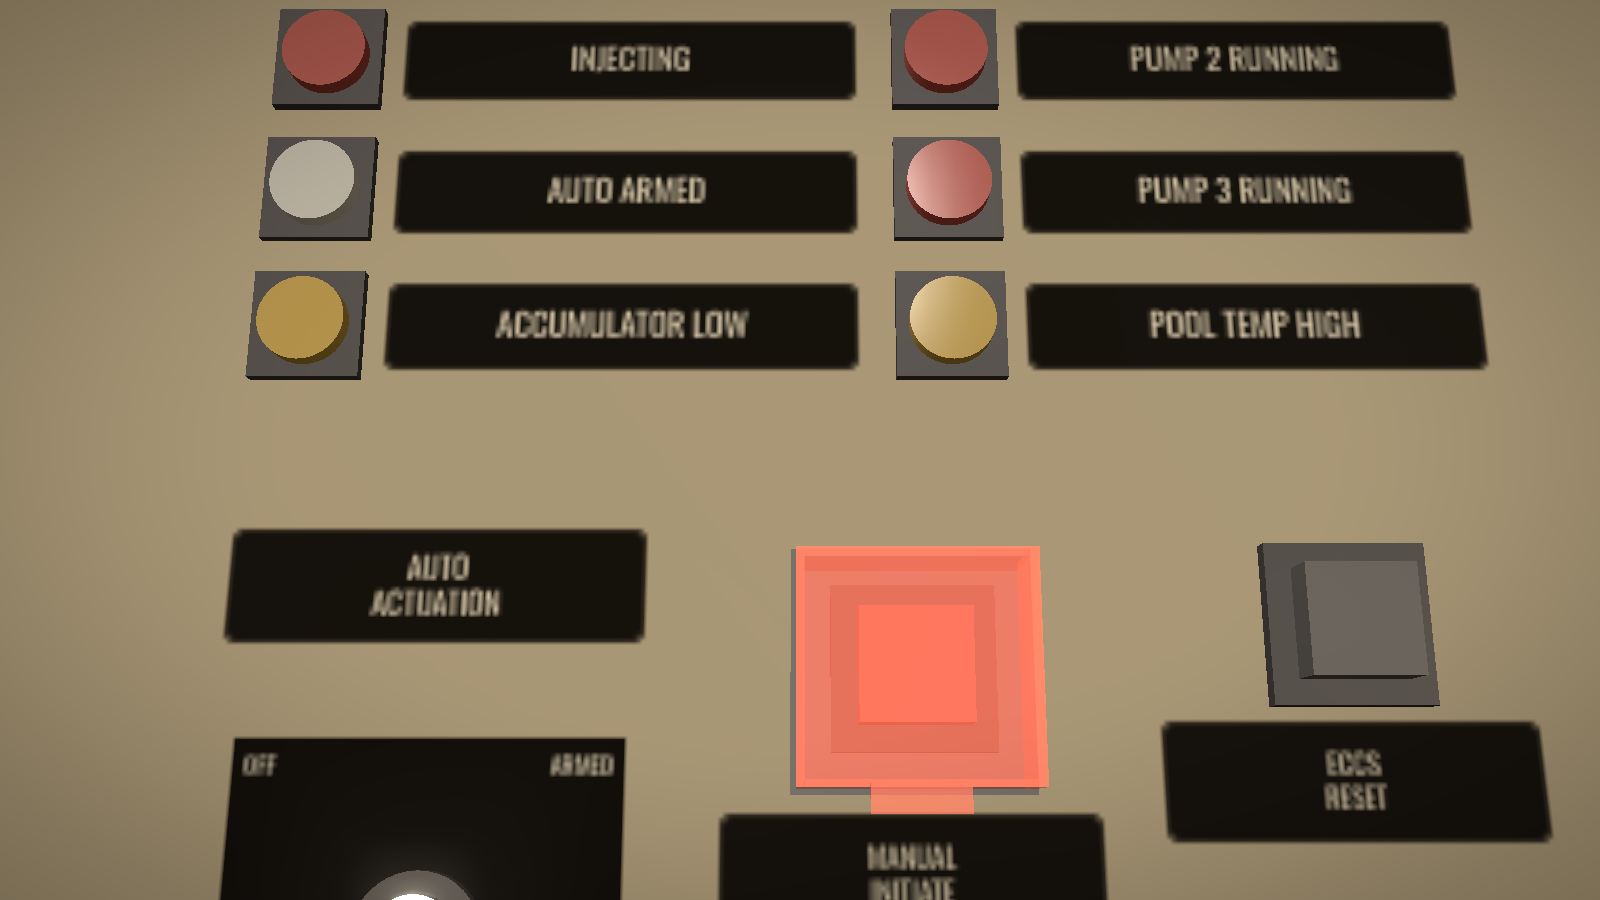 INJECTING
PUMP 2 RUNNING
AUTO ARMED
PUMP 3 RUNNING
ACCUMULATOR LOW
POOL TEMP HIGH
AUTO
ACTUATION
OFF
ARMED
ECCS
RESET
MANUAL
INITIATE